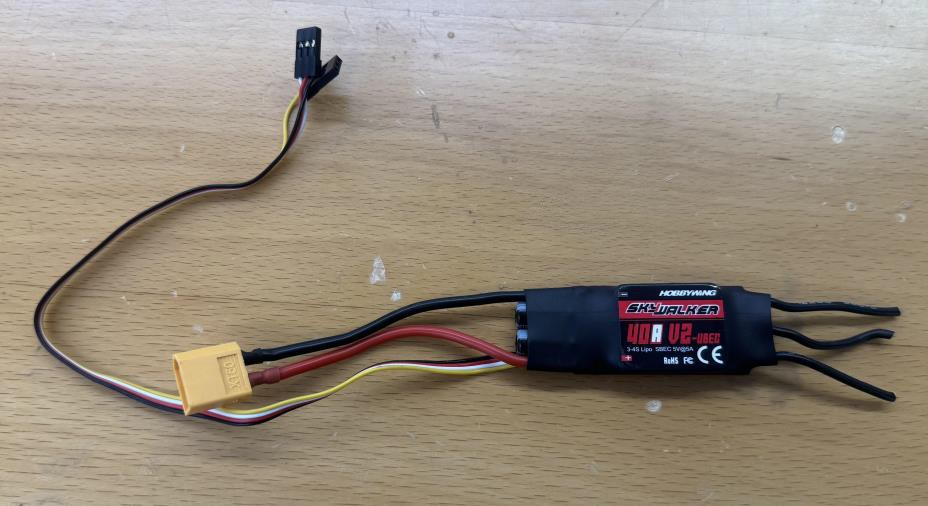 HOBBYWING
SKYWALKER
40A V2-UBEC
3-4S Lipo SBEC 5V@5A
RoHS FC CE
XT60